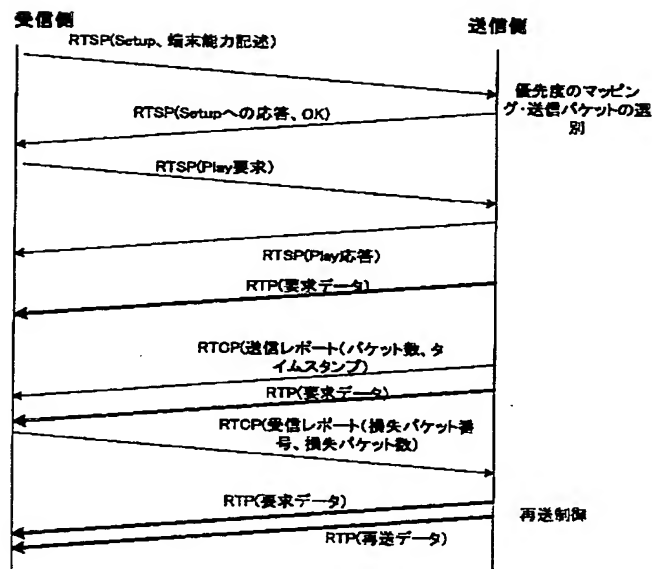 受信側
送信側
RTSP(Setup、端末能力記述)
優先度のマッピン
グ・送信パケットの選
別
RTSP(Setupへの応答、OK)
RTSP(Play要求)
RTSP(Play応答)
RTP(要求データ)
RTCP(送信レポート(パケット数、タ
イムスタンプ)
RTP(要求データ)
RTCP(受信レポート(損失パケット番
号、損失パケット数)
RTP(要求データ)
再送制御
RTP(再送データ)